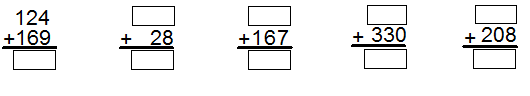 124
+169 + 28 +167 + 330 + 208